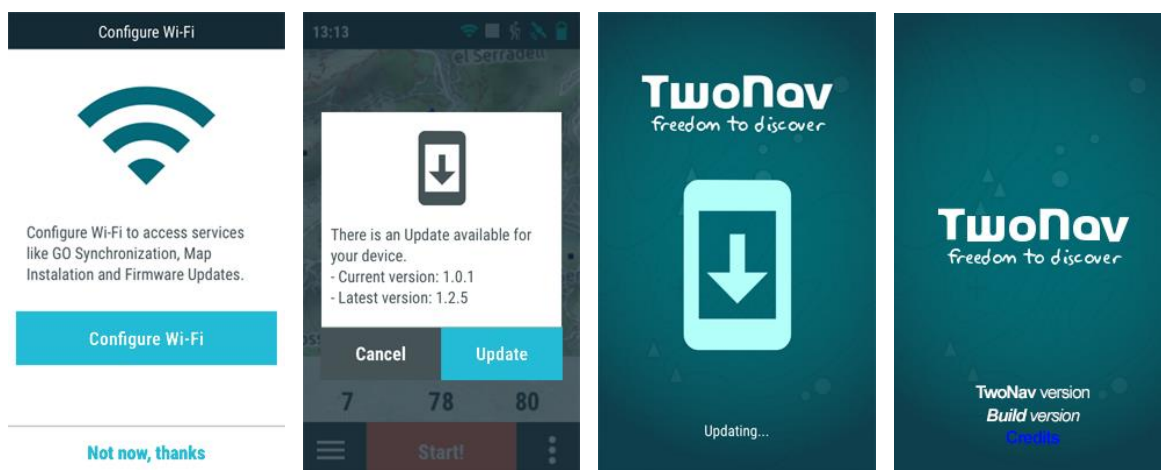 Configure Wi-Fi
Configure Wi-Fi to access services
like GO Synchronization, Map
Instalation and Firmware Updates.
Configure Wi-Fi
Not now, thanks
13:13
el Serradell
There is an Update available for
your device.
- Current version: 1.0.1
- Latest version: 1.2.5
Cancel
Update
7 78 80
Start!
TwoNav
freedom to discover
Updating...
TwoNav
freedom to discover
TwoNav version
Build version
Credits